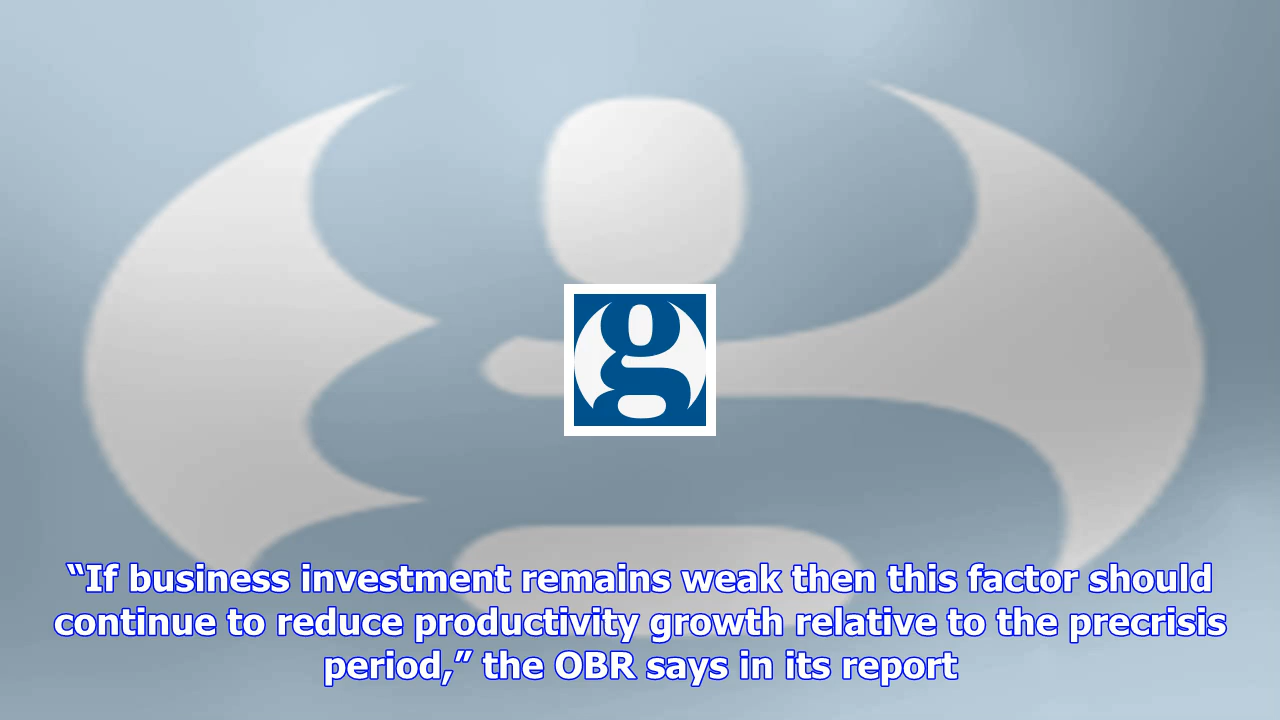 g
“If business investment remains weak then this factor should
continue to reduce productivity growth relative to the precrisis
period,” the OBR says in its report